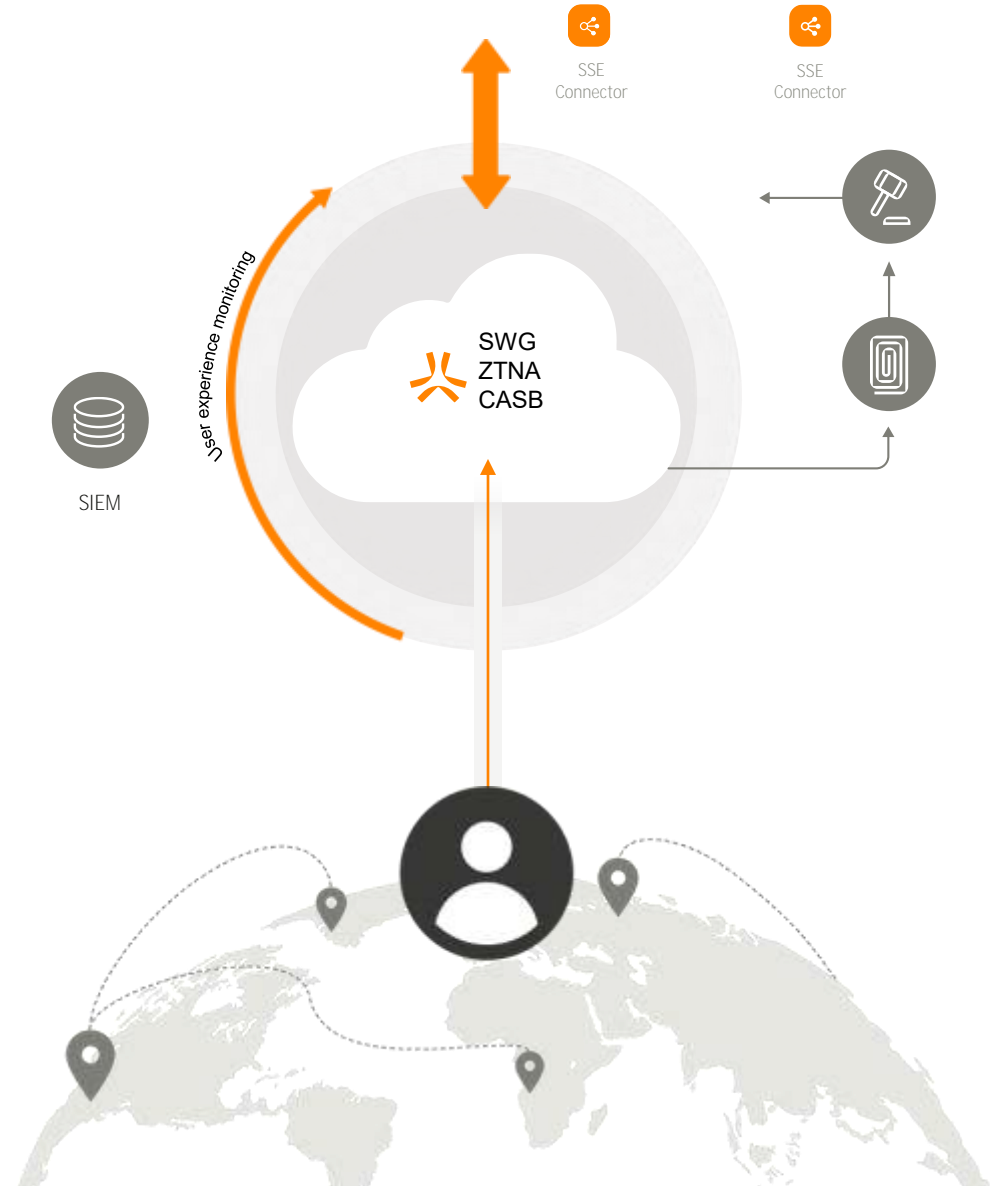 SSE
Connector
SSE
Connector
User experience monitoring
SWG
ZTNA
CASB
SIEM